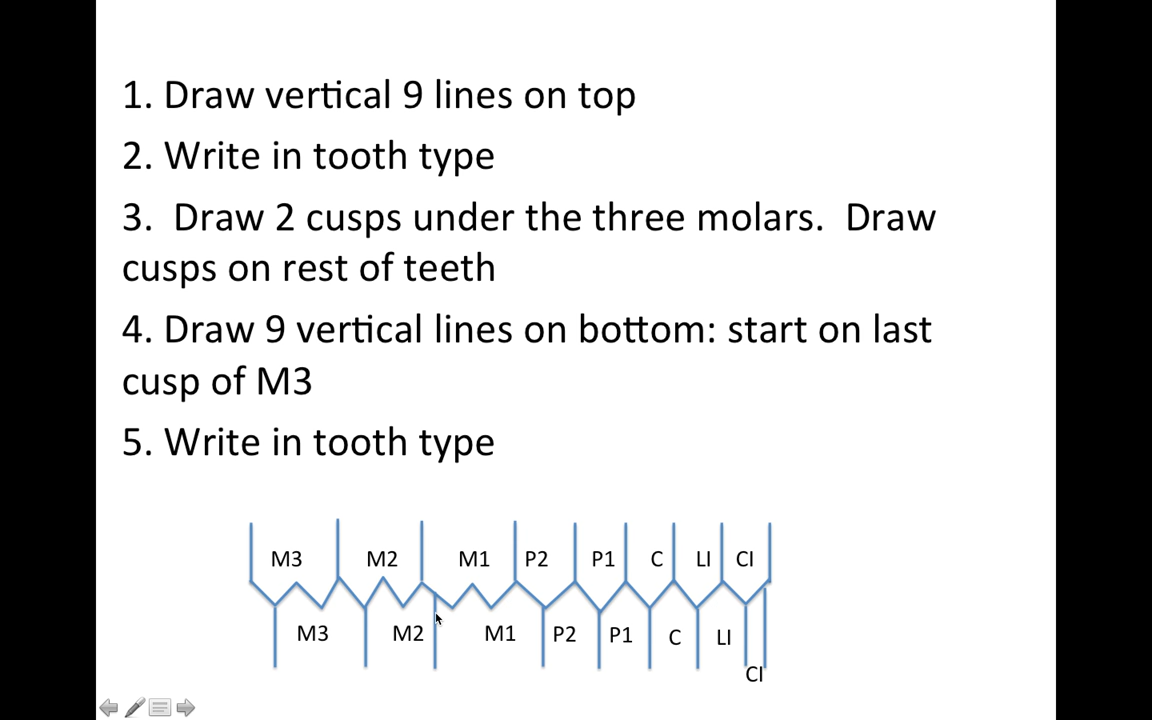 1. Draw vertical 9 lines on top
2. Write in tooth type
3.  Draw 2 cusps under the three molars.  Draw
cusps on rest of teeth
4. Draw 9 vertical lines on bottom: start on last
cusp of M3
5. Write in tooth type
M3 M2 M1 P2 P1 C LI CI
M3 M2 M1 P2 P1 C LI
CI